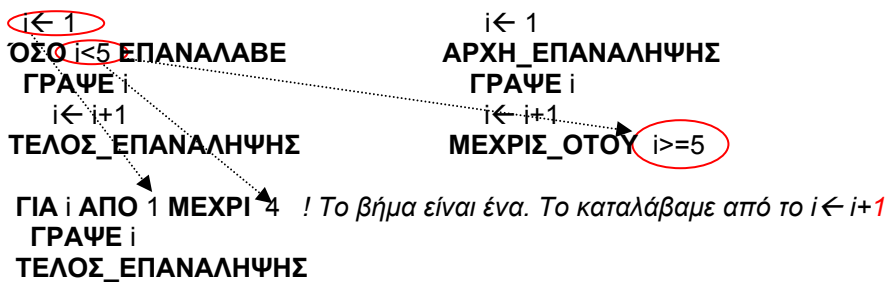 i← 1
ΌΣΟ i<5 ΕΠΑΝΑΛΑΒΕ
ΓΡΑΨΕ i
i← i+1
ΤΕΛΟΣ_ΕΠΑΝΑΛΗΨΗΣ
i← 1
ΑΡΧΗ_ΕΠΑΝΑΛΗΨΗΣ
ΓΡΑΨΕ i
i← i+1
ΜΕΧΡΙΣ_ΟΤΟΥ i>=5
ΓΙΑ i ΑΠΟ 1 ΜΕΧΡΙ 4 ! Το βήμα είναι ένα. Το καταλάβαμε από το i← i+1
ΓΡΑΨΕ i
ΤΕΛΟΣ_ΕΠΑΝΑΛΗΨΗΣ